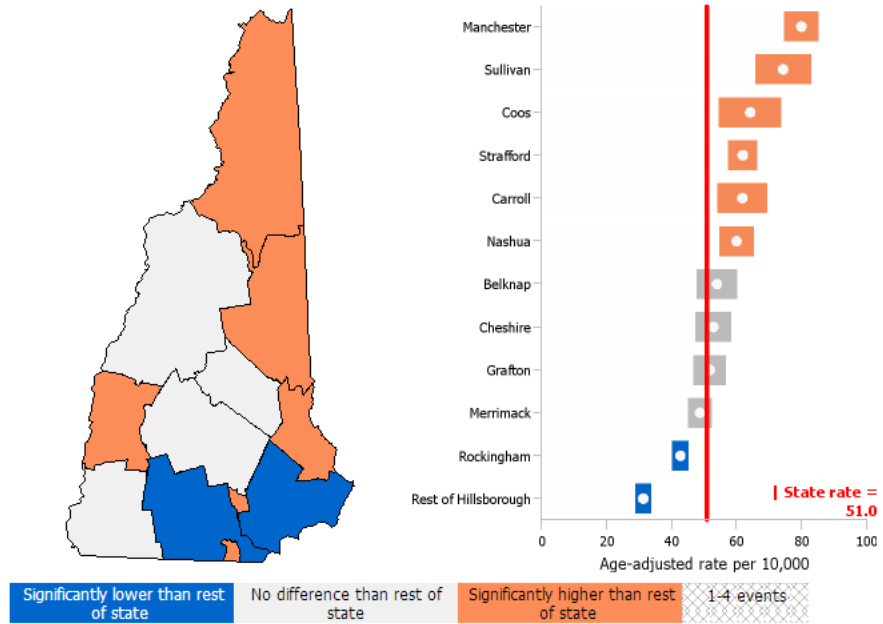 Manchester
Sullivan
Coos
Strafford
Carroll
Nashua
Belknap
Cheshire
Grafton
Merrimack
Rockingham
Rest of Hillsborough
| State rate =
51.0
0 20 40 60 80 100
Age-adjusted rate per 10,000
Significantly lower than rest
of state
No difference than rest of
state
Significantly higher than rest
of state
1-4 events